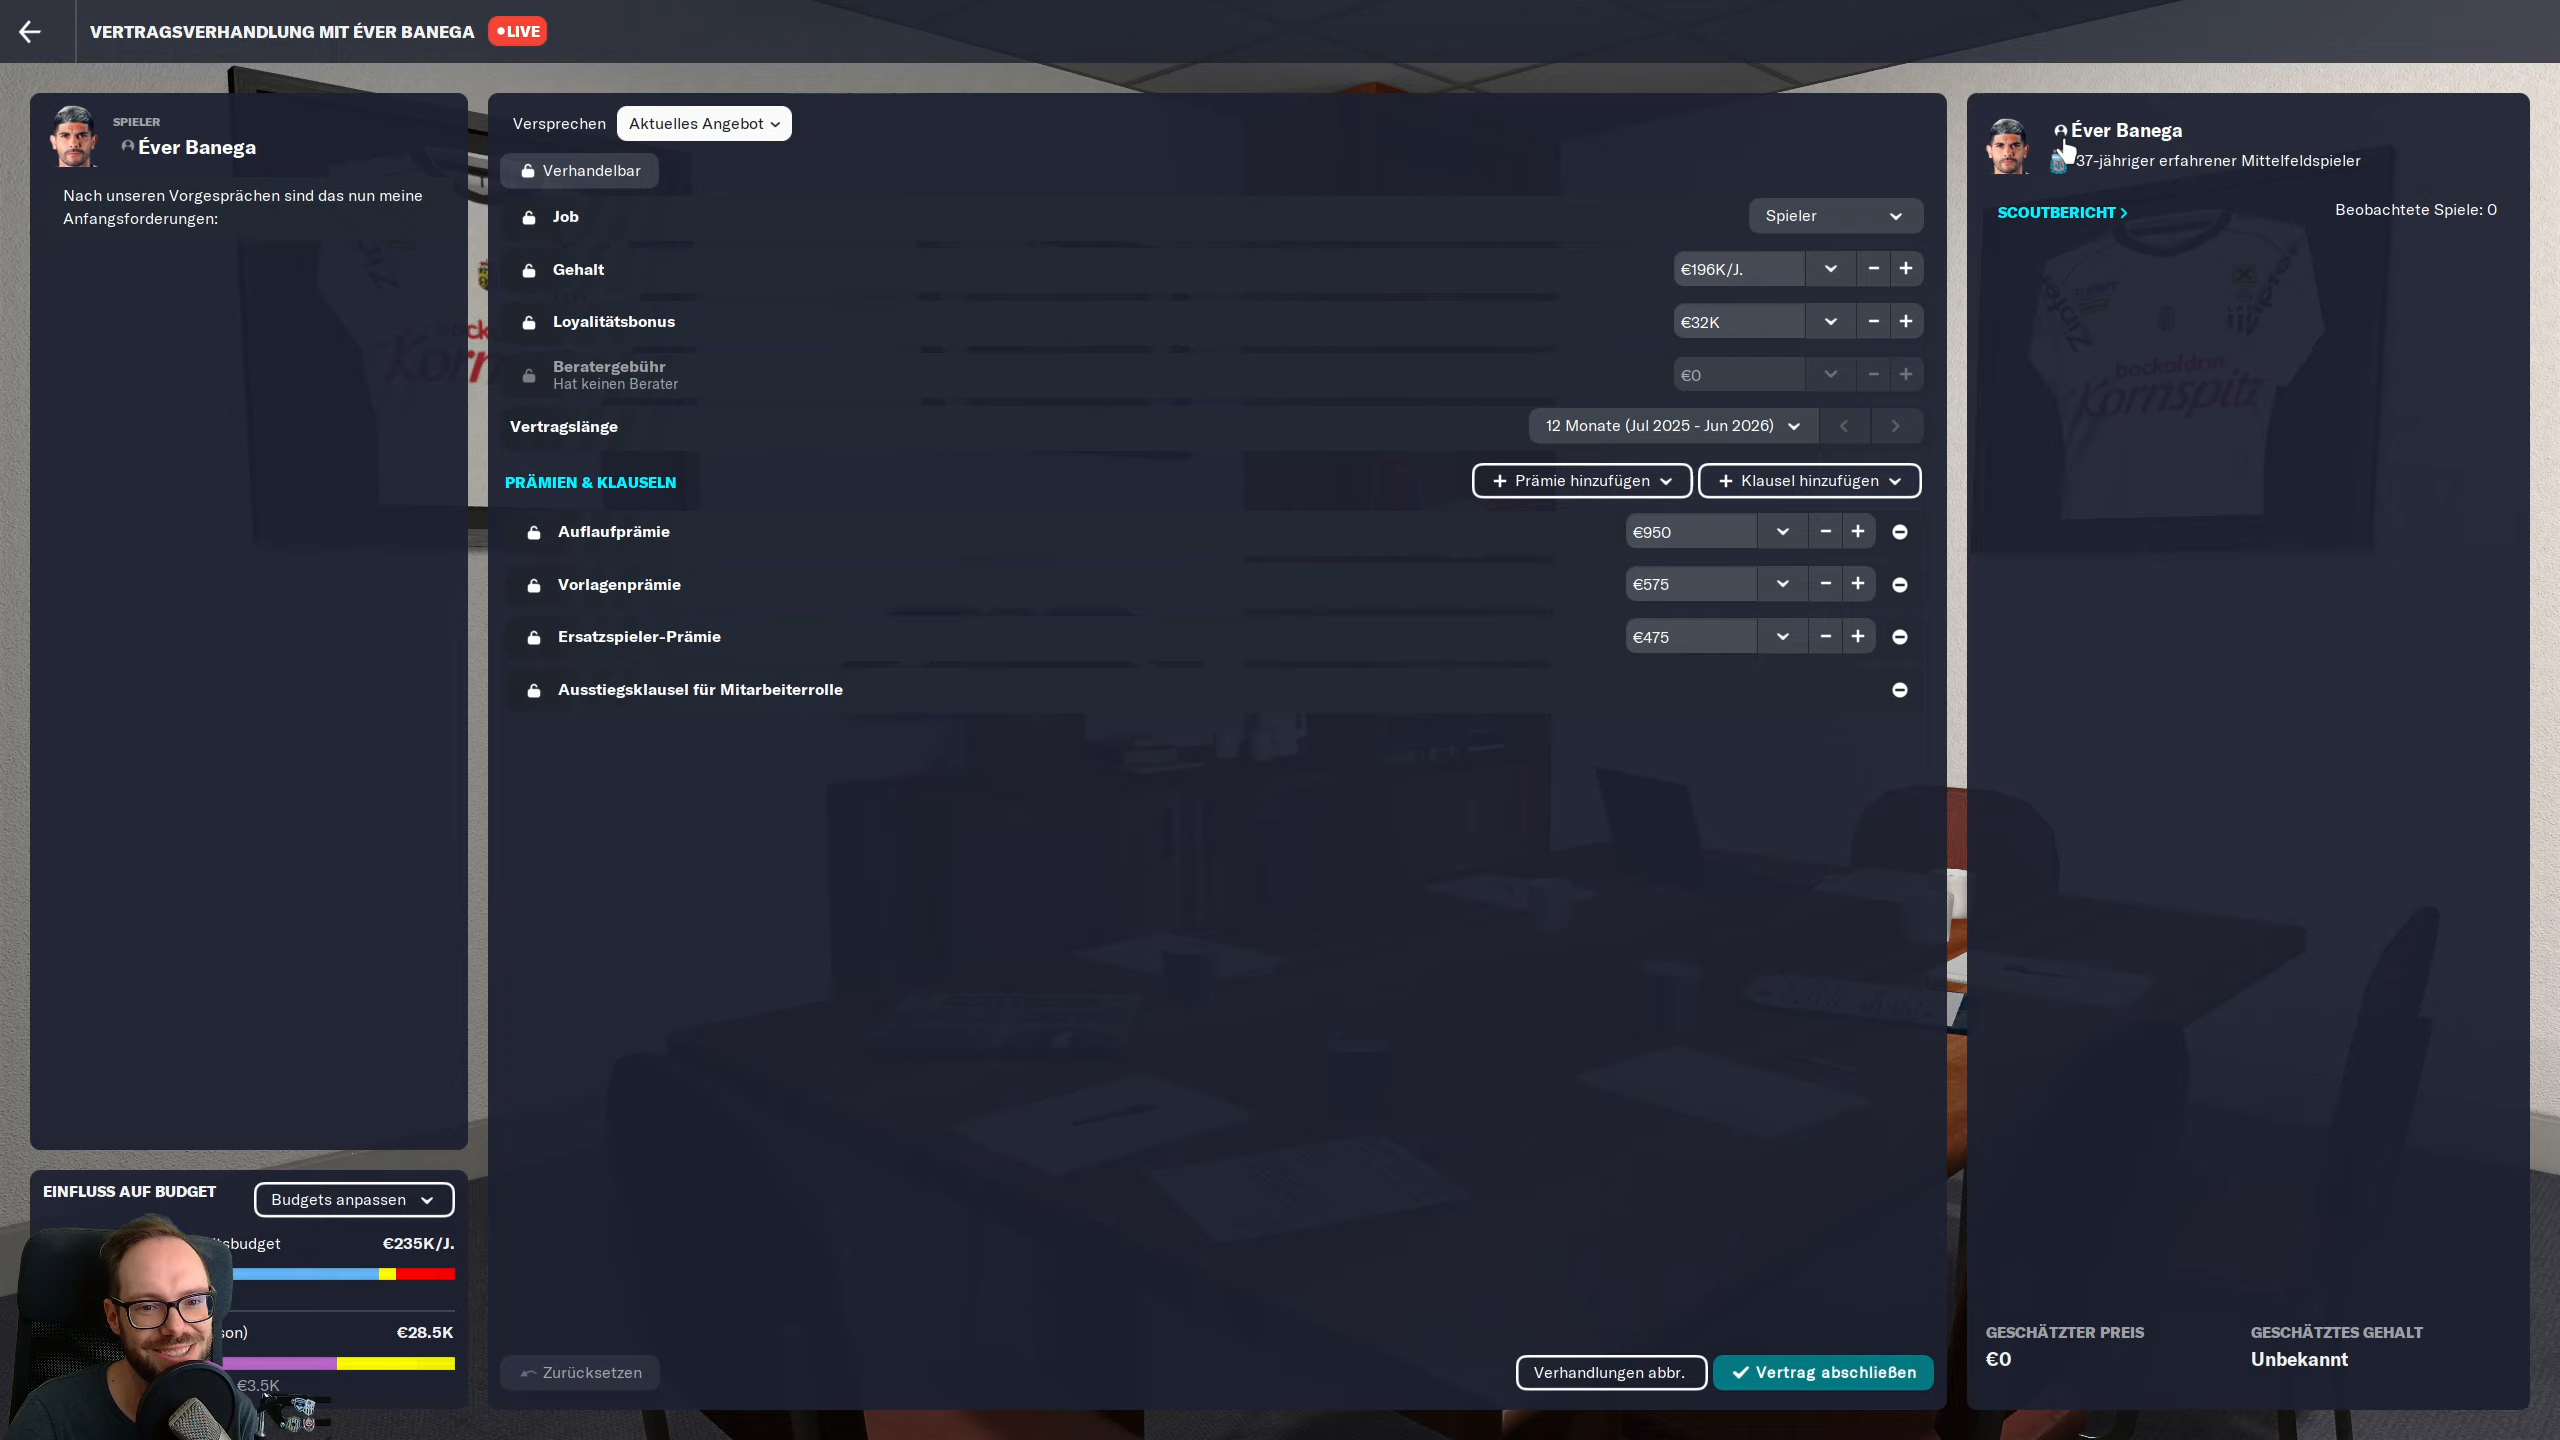 VERTRAGSVERHANDLUNG MIT ÉVER BANEGA
LIVE
SPIELER
Éver Banega
Nach unseren Vorgesprächen sind das nun meine
Anfangsforderungen:
Versprechen
Aktuelles Angebot
Verhandelbar
Job
Spieler
Gehalt
€196K/J.
Loyalitätsbonus
€32K
Beratergebühr
Hat keinen Berater
€0
Vertragslänge
12 Monate (Jul 2025 - Jun 2026)
PRÄMIEN & KLAUSELN
Prämie hinzufügen
Klausel hinzufügen
Auflaufprämie
€950
Vorlagenprämie
€575
Ersatzspieler-Prämie
€475
Ausstiegsklausel für Mitarbeiterrolle
Zurücksetzen
Verhandlungen abbr.
Vertrag abschließen
Éver Banega
37-jähriger erfahrener Mittelfeldspieler
SCOUTBERICHT
Beobachtete Spiele: 0
backaldrin
Kornspitz
GESCHÄTZTER PREIS
€0
GESCHÄTZTES GEHALT
Unbekannt
EINFLUSS AUF BUDGET
Budgets anpassen
tsbudget
€235K/J.
son)
€28.5K
€3.5K